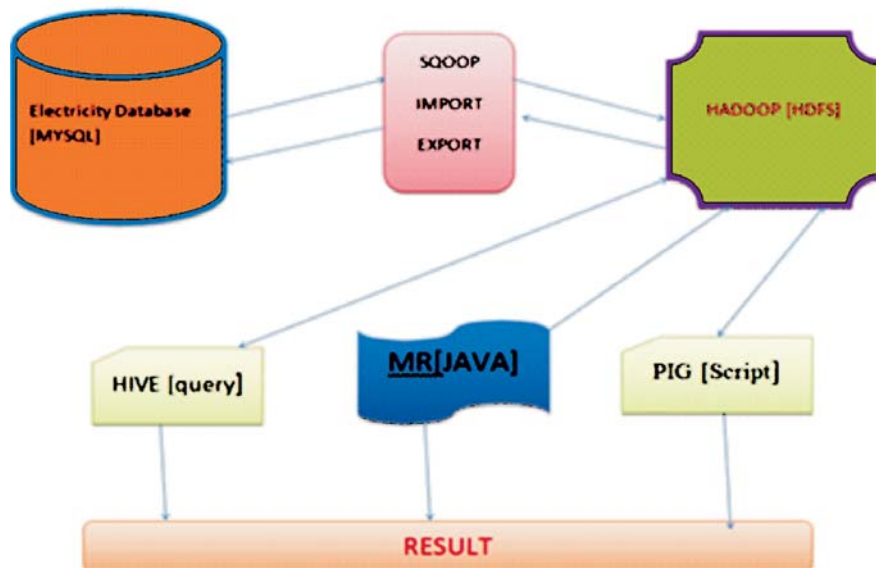 Electricity Database
[MYSQL]
SQOOP
IMPORT
EXPORT
HADOOP [HDFS]
HIVE [query]
MR[JAVA]
PIG [Script]
RESULT